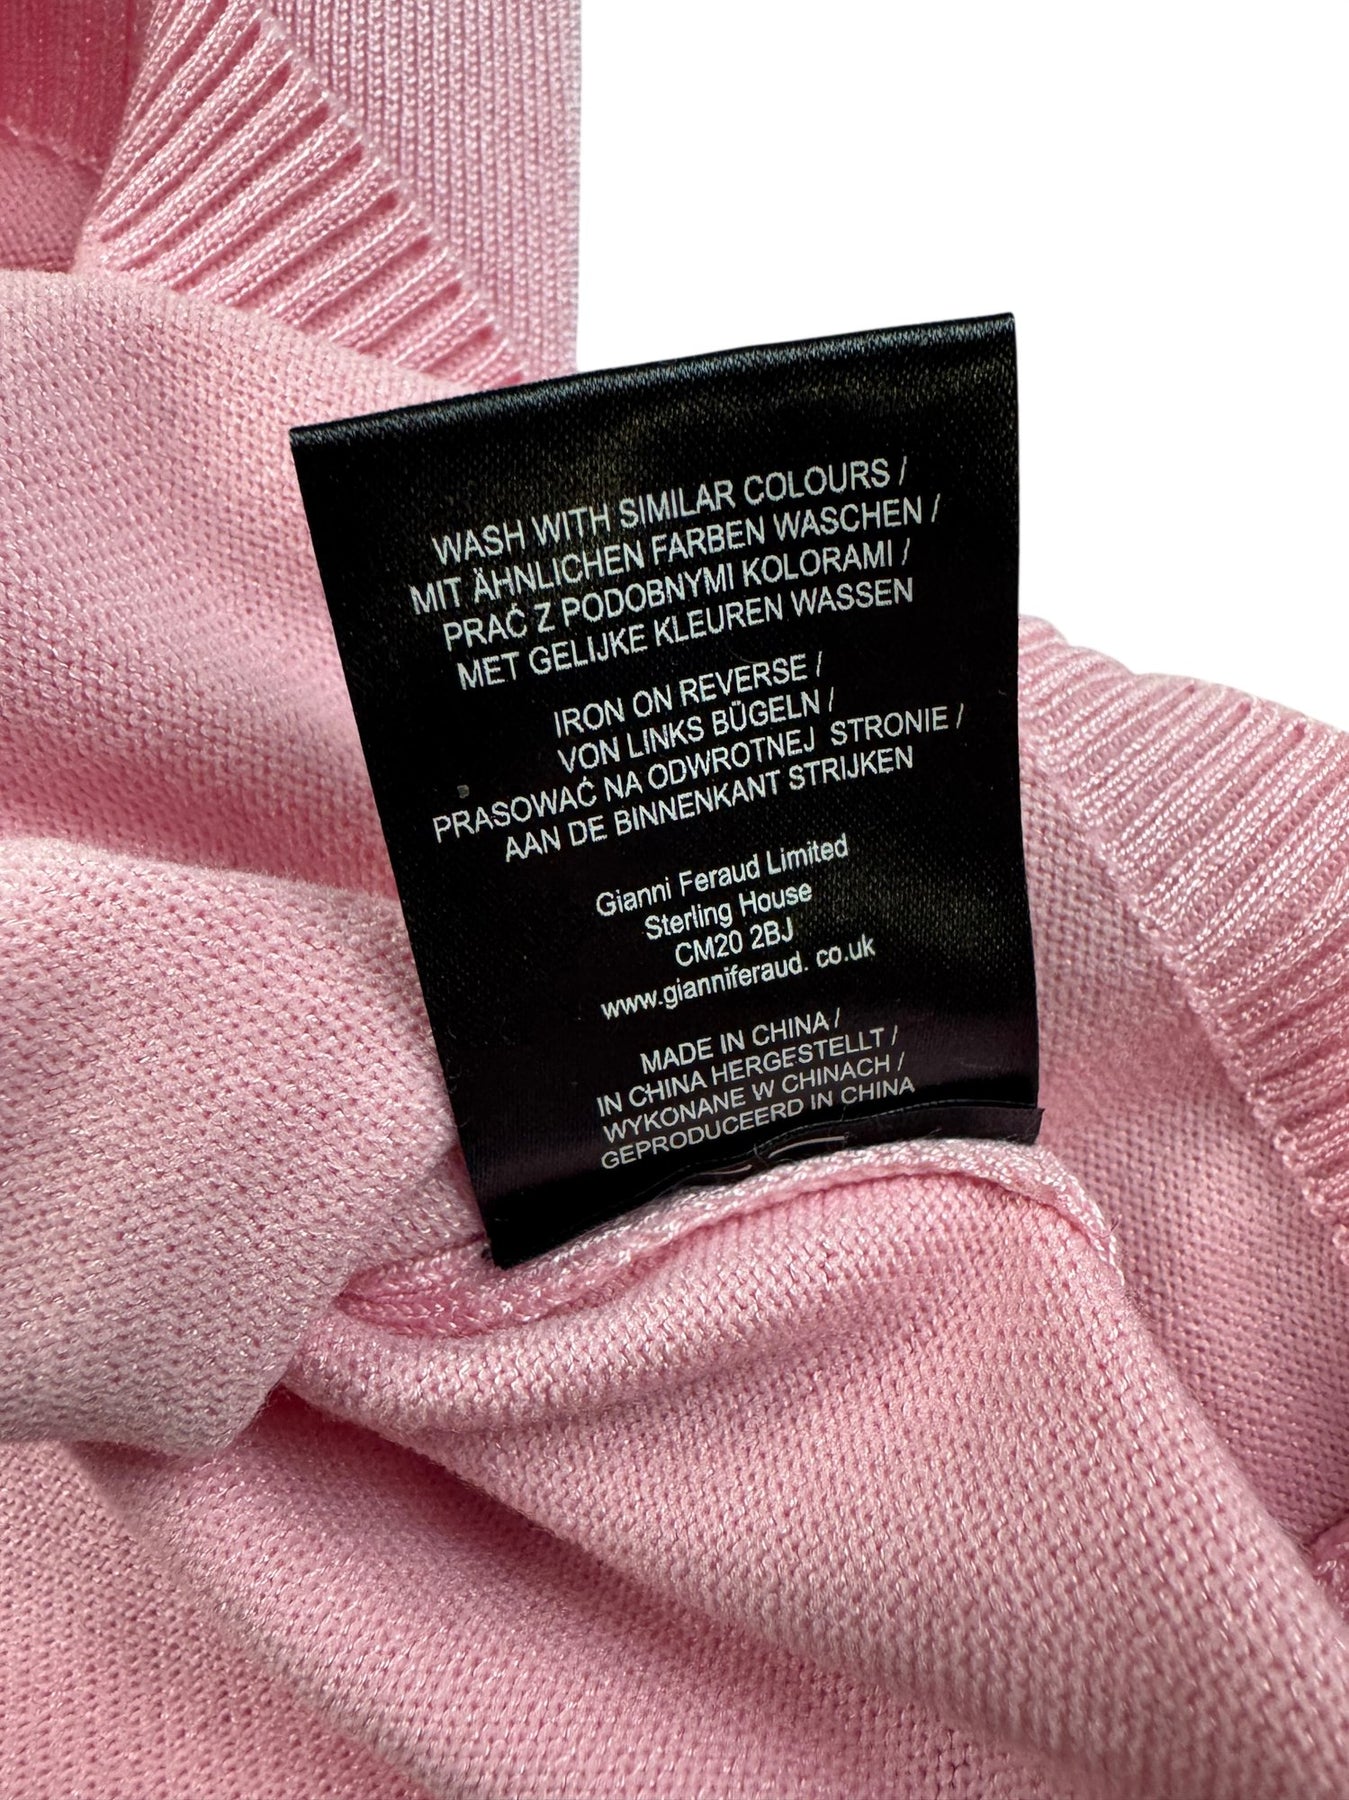 WASH WITH SIMILAR COLOURS /
MIT ÄHNLICHEN FARBEN WASCHEN /
PRAĆ Z PODOBNYMI KOLORAMI /
MET GELIJKE KLEUREN WASSEN
IRON ON REVERSE /
VON LINKS BÜGELN /
PRASOWAĆ NA ODWROTNEJ STRONIE /
AAN DE BINNENKANT STRIJKEN
Gianni Feraud Limited
Sterling House
CM20 2BJ
www.gianniferaud. co.uk
MADE IN CHINA /
IN CHINA HERGESTELLT /
WYKONANE W CHINACH /
GEPRODUCEERD IN CHINA